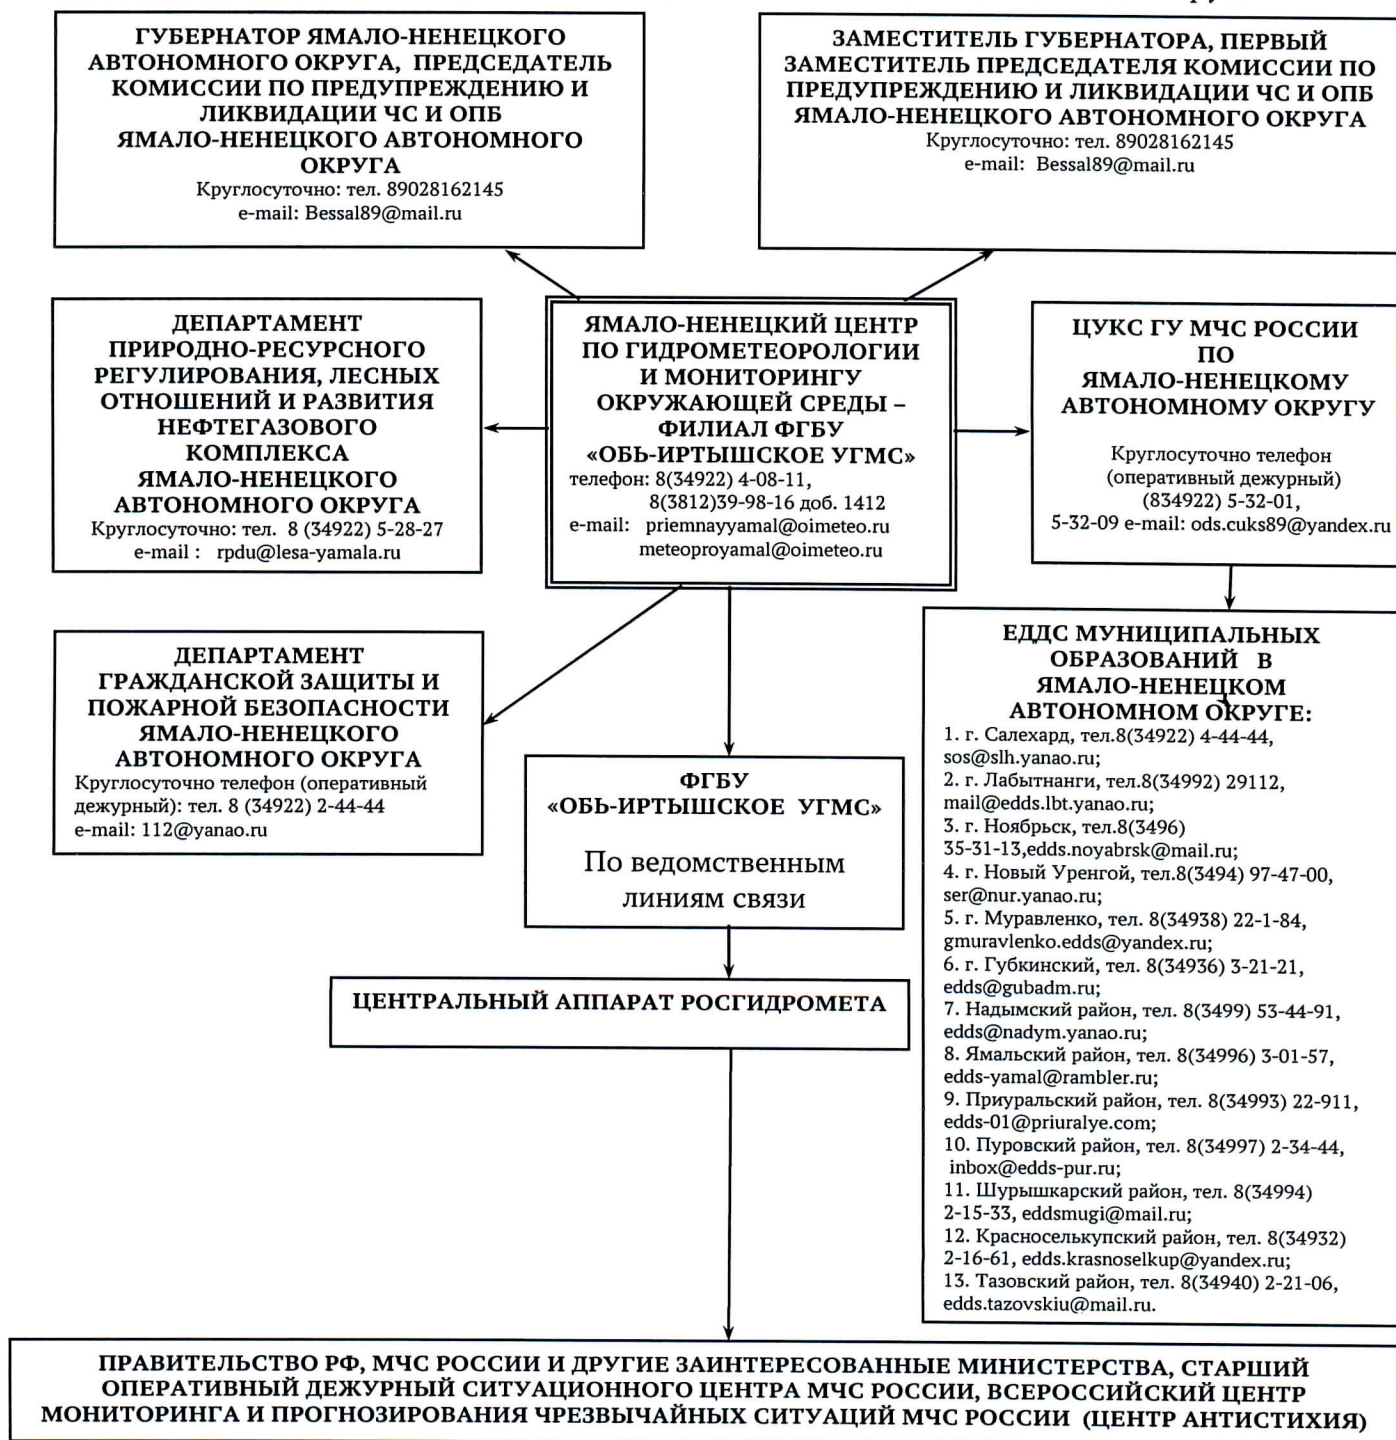 ГУБЕРНАТОР ЯМАЛО-НЕНЕЦКОГО
АВТОНОМНОГО ОКРУГА, ПРЕДСЕДАТЕЛЬ
КОМИССИИ ПО ПРЕДУПРЕЖДЕНИЮ И
ЛИКВИДАЦИИ ЧС И ОПБ
ЯМАЛО-НЕНЕЦКОГО АВТОНОМНОГО
ОКРУГА
Круглосуточно: тел. 89028162145
e-mail: Bessal89@mail.ru
ЗАМЕСТИТЕЛЬ ГУБЕРНАТОРА, ПЕРВЫЙ
ЗАМЕСТИТЕЛЬ ПРЕДСЕДАТЕЛЯ КОМИССИИ ПО
ПРЕДУПРЕЖДЕНИЮ И ЛИКВИДАЦИИ ЧС И ОПБ
ЯМАЛО-НЕНЕЦКОГО АВТОНОМНОГО ОКРУГА
Круглосуточно: тел. 89028162145
e-mail: Bessal89@mail.ru
ДЕПАРТАМЕНТ
ПРИРОДНО-РЕСУРСНОГО
РЕГУЛИРОВАНИЯ, ЛЕСНЫХ
ОТНОШЕНИЙ И РАЗВИТИЯ
НЕФТЕГАЗОВОГО
КОМПЛЕКСА
ЯМАЛО-НЕНЕЦКОГО
АВТОНОМНОГО ОКРУГА
Круглосуточно: тел. 8 (34922) 5-28-27
e-mail : rpdu@lesa-yamala.ru
ЯМАЛО-НЕНЕЦКИЙ ЦЕНТР
ПО ГИДРОМЕТЕОРОЛОГИИ
И МОНИТОРИНГУ
ОКРУЖАЮЩЕЙ СРЕДЫ –
ФИЛИАЛ ФГБУ
«ОБЬ-ИРТЫШСКОЕ УГМС»
телефон: 8(34922) 4-08-11,
8(3812)39-98-16 доб. 1412
e-mail: priemnayyamal@oimeteo.ru
meteoproyamal@oimeteo.ru
ЦУКС ГУ МЧС РОССИИ
ПО
ЯМАЛО-НЕНЕЦКОМУ
АВТОНОМНОМУ ОКРУГУ
Круглосуточно телефон
(оперативный дежурный)
(834922) 5-32-01,
5-32-09 e-mail: ods.cuks89@yandex.ru
ДЕПАРТАМЕНТ
ГРАЖДАНСКОЙ ЗАЩИТЫ И
ПОЖАРНОЙ БЕЗОПАСНОСТИ
ЯМАЛО-НЕНЕЦКОГО
АВТОНОМНОГО ОКРУГА
Круглосуточно телефон (оперативный
дежурный): тел. 8 (34922) 2-44-44
e-mail: 112@yanao.ru
ФГБУ
«ОБЬ-ИРТЫШСКОЕ УГМС»
По ведомственным
линиям связи
ЕДДС МУНИЦИПАЛЬНЫХ
ОБРАЗОВАНИЙ В
ЯМАЛО-НЕНЕЦКОМ
АВТОНОМНОМ ОКРУГЕ:
1. г. Салехард, тел.8(34922) 4-44-44,
sos@slh.yanao.ru;
2. г. Лабытнанги, тел.8(34992) 29112,
mail@edds.lbt.yanao.ru;
3. г. Ноябрьск, тел.8(3496)
35-31-13,edds.noyabrsk@mail.ru;
4. г. Новый Уренгой, тел.8(3494) 97-47-00,
ser@nur.yanao.ru;
5. г. Муравленко, тел. 8(34938) 22-1-84,
gmuravlenko.edds@yandex.ru;
6. г. Губкинский, тел. 8(34936) 3-21-21,
edds@gubadm.ru;
7. Надымский район, тел. 8(3499) 53-44-91,
edds@nadym.yanao.ru;
8. Ямальский район, тел. 8(34996) 3-01-57,
edds-yamal@rambler.ru;
9. Приуральский район, тел. 8(34993) 22-911,
edds-01@priuralye.com;
10. Пуровский район, тел. 8(34997) 2-34-44,
inbox@edds-pur.ru;
11. Шурышкарский район, тел. 8(34994)
2-15-33, eddsmugi@mail.ru;
12. Красноселькупский район, тел. 8(34932)
2-16-61, edds.krasnoselkup@yandex.ru;
13. Тазовский район, тел. 8(34940) 2-21-06,
edds.tazovskiu@mail.ru.
ЦЕНТРАЛЬНЫЙ АППАРАТ РОСГИДРОМЕТА
ПРАВИТЕЛЬСТВО РФ, МЧС РОССИИ И ДРУГИЕ ЗАИНТЕРЕСОВАННЫЕ МИНИСТЕРСТВА, СТАРШИЙ
ОПЕРАТИВНЫЙ ДЕЖУРНЫЙ СИТУАЦИОННОГО ЦЕНТРА МЧС РОССИИ, ВСЕРОССИЙСКИЙ ЦЕНТР
МОНИТОРИНГА И ПРОГНОЗИРОВАНИЯ ЧРЕЗВЫЧАЙНЫХ СИТУАЦИЙ МЧС РОССИИ (ЦЕНТР АНТИСТИХИЯ)